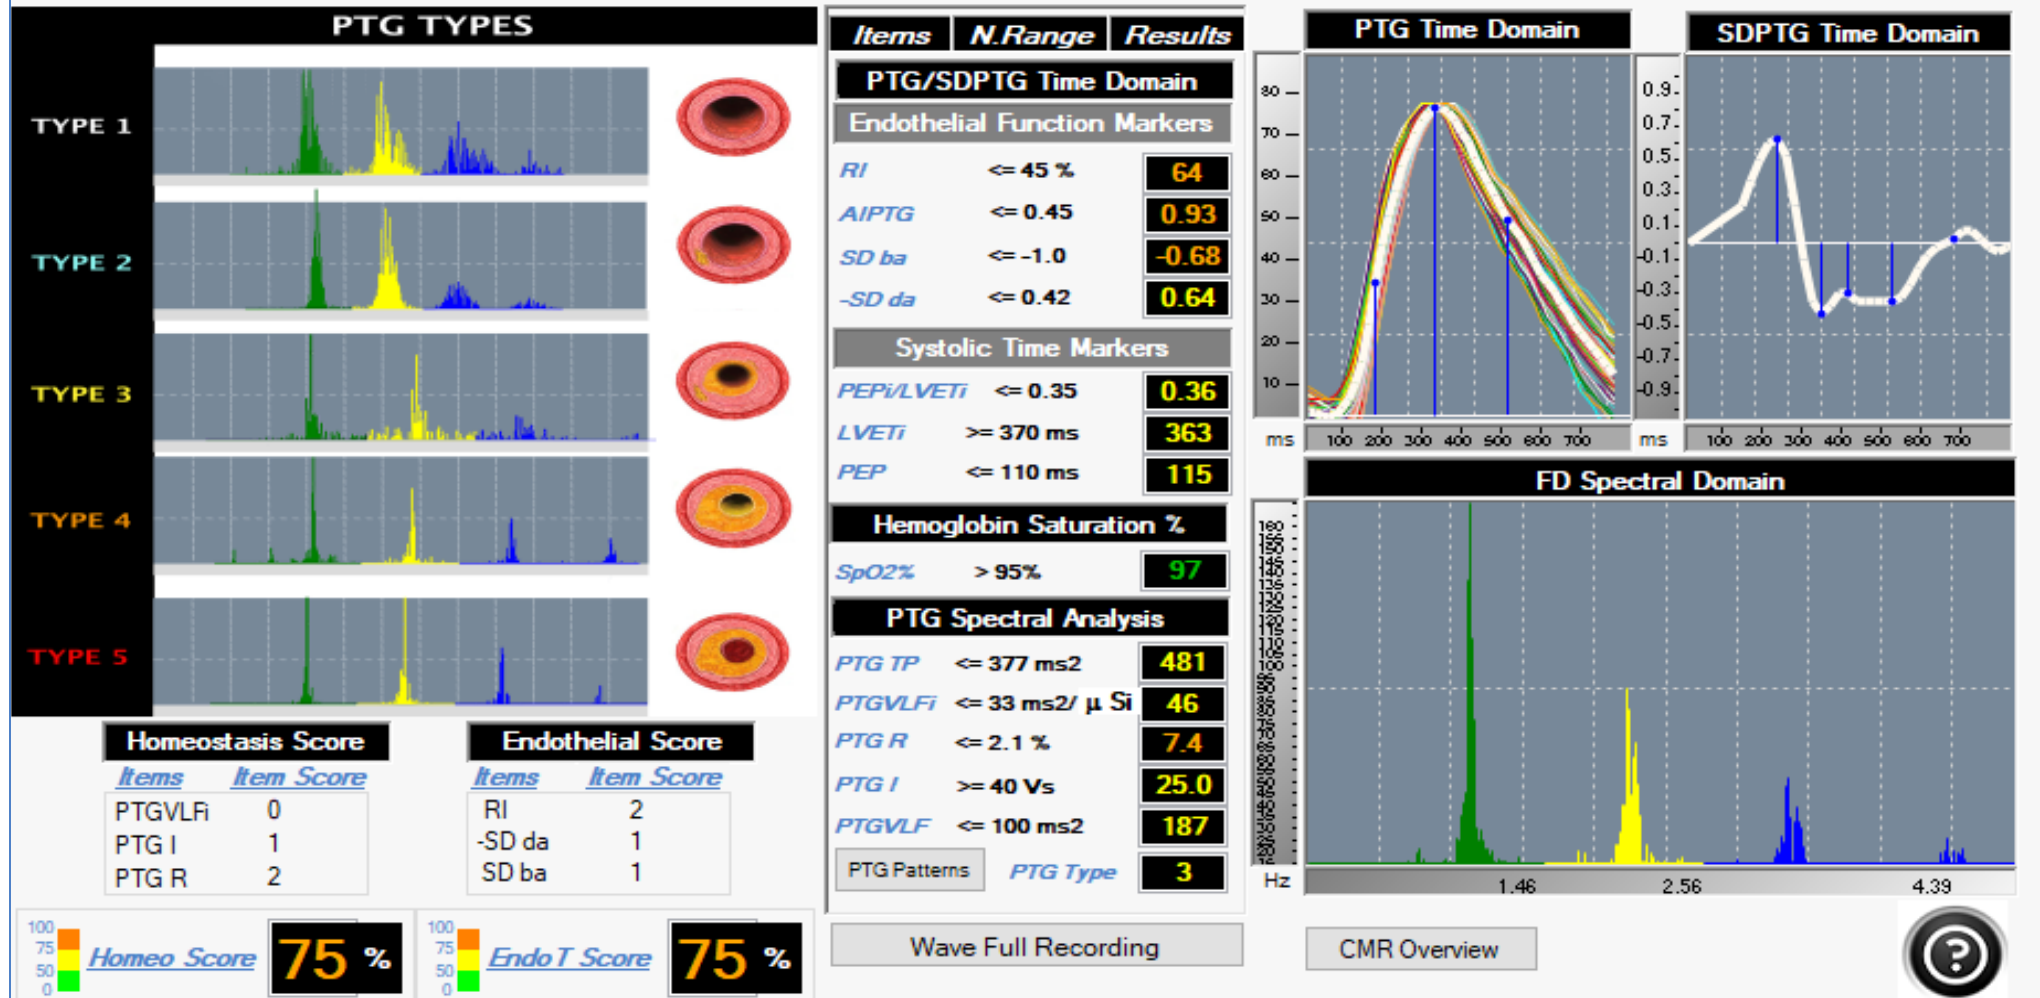 PTG TYPES
TYPE 1
TYPE 2
TYPE 3
TYPE 4
TYPE 5
Homeostasis Score
Items Item Score
PTGVLFi 0
PTG I 1
PTG R 2
Endothelial Score
Items Item Score
RI 2
-SD da 1
SD ba 1
100
75
50
0
Homeo Score 75 %
100
75
50
0
EndoT Score 75 %
Items N.Range Results
PTG/SDPTG Time Domain
Endothelial Function Markers
RI <= 45 % 64
AIPTG <= 0.45 0.93
SD ba <= -1.0 -0.68
-SD da <= 0.42 0.64
Systolic Time Markers
PEPi/LVETi <= 0.35 0.36
LVETi >= 370 ms 363
PEP <= 110 ms 115
Hemoglobin Saturation %
SpO2% > 95% 97
PTG Spectral Analysis
PTG TP <= 377 ms2 481
PTGVLFi <= 33 ms2/ μ Si 46
PTG R <= 2.1 % 7.4
PTG I >= 40 Vs 25.0
PTGVLF <= 100 ms2 187
PTG Patterns PTG Type 3
Wave Full Recording
PTG Time Domain
80
70
60
50
40
30
20
10
ms 100 200 300 400 500 600 700
SDPTG Time Domain
0.9
0.7
0.5
0.3
0.1
-0.1
-0.3
-0.5
-0.7
-0.9
ms 100 200 300 400 500 600 700
FD Spectral Domain
Hz 1.46 2.56 4.39
CMR Overview
?